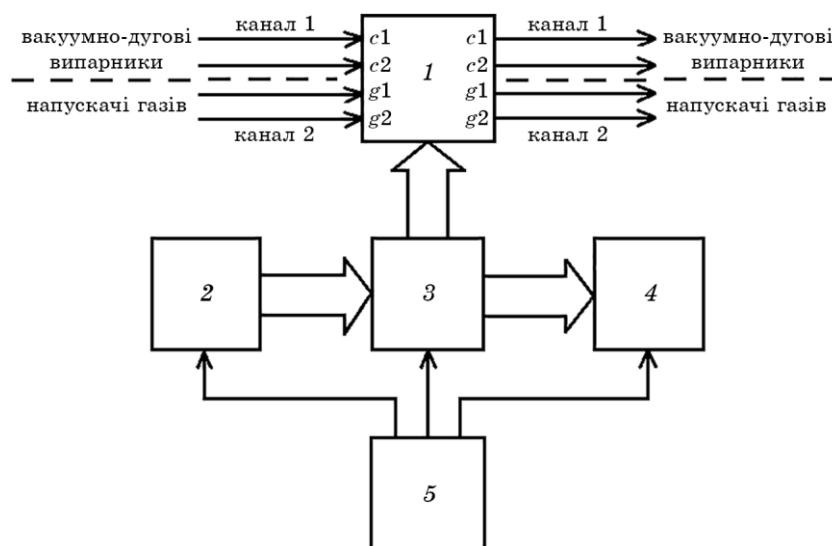 канал 1
канал 1
вакуумно-дугові
випарники
c1
c1
вакуумно-дугові
випарники
c2
c2
1
напускачі газів
g1
g1
напускачі газів
g2
g2
канал 2
канал 2
2
3
4
5